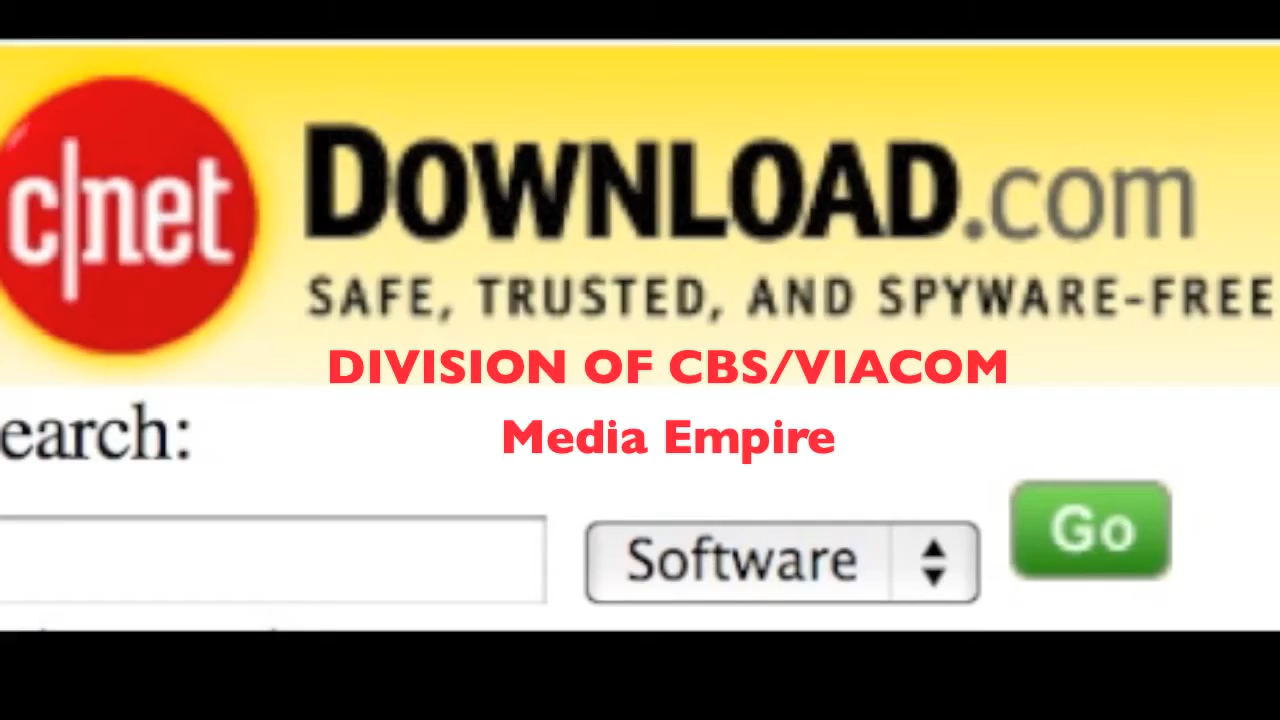 c|net
DOWNLOAD.com
SAFE, TRUSTED, AND SPYWARE-FREE
DIVISION OF CBS/VIACOM
Media Empire
earch:
Software
Go